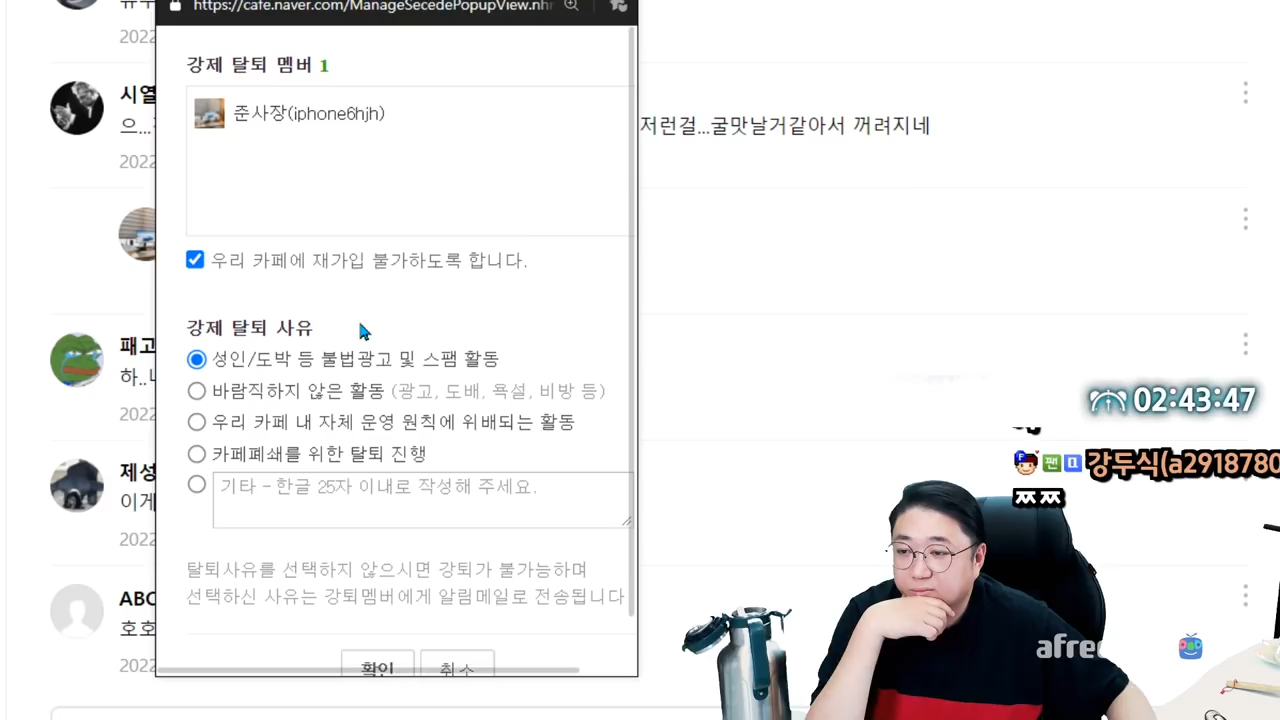 https://cafe.naver.com/ManageSecedePopupView.nh
강제 탈퇴 멤버 1
2022
준사장(iphone6hjh)
시열
으... 저런걸...굴맛날거같아서 꺼려지네
2022
우리 카페에 재가입 불가하도록 합니다.
강제 탈퇴 사유
패고
성인/도박 등 불법광고 및 스팸 활동
하..
바람직하지 않은 활동 (광고, 도배, 욕설, 비방 등)
2022
02:43:47
우리 카페 내 자체 운영 원칙에 위배되는 활동
카페폐쇄를 위한 탈퇴 진행
제성
이게
기타 - 한글 25자 이내로 작성해 주세요.
팬 강두식(a2918780
ㅉㅉ
2022
탈퇴사유를 선택하지 않으시면 강퇴가 불가능하며
선택하신 사유는 강퇴멤버에게 알림메일로 전송됩니다
ABC
호호
2022
확인 취소
afree